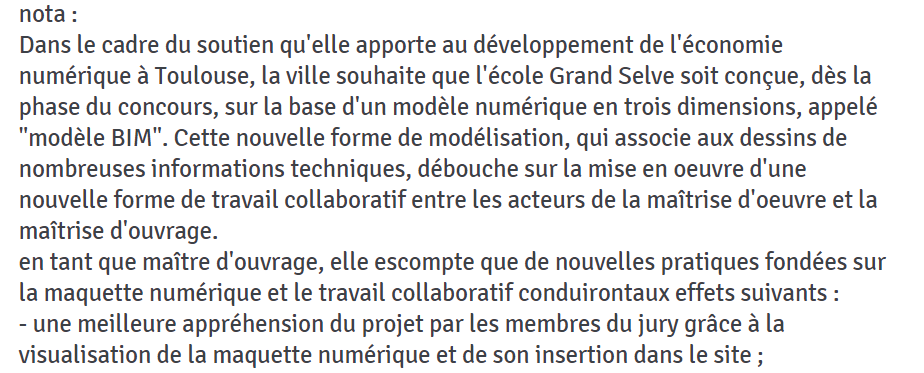 nota :
Dans le cadre du soutien qu'elle apporte au développement de l'économie
numérique à Toulouse, la ville souhaite que l'école Grand Selve soit conçue, dès la
phase du concours, sur la base d'un modèle numérique en trois dimensions, appelé
"modèle BIM". Cette nouvelle forme de modélisation, qui associe aux dessins de
nombreuses informations techniques, débouche sur la mise en oeuvre d'une
nouvelle forme de travail collaboratif entre les acteurs de la maîtrise d'oeuvre et la
maîtrise d'ouvrage.
en tant que maître d'ouvrage, elle escompte que de nouvelles pratiques fondées sur
la maquette numérique et le travail collaboratif conduirontaux effets suivants :
- une meilleure appréhension du projet par les membres du jury grâce à la
visualisation de la maquette numérique et de son insertion dans le site ;